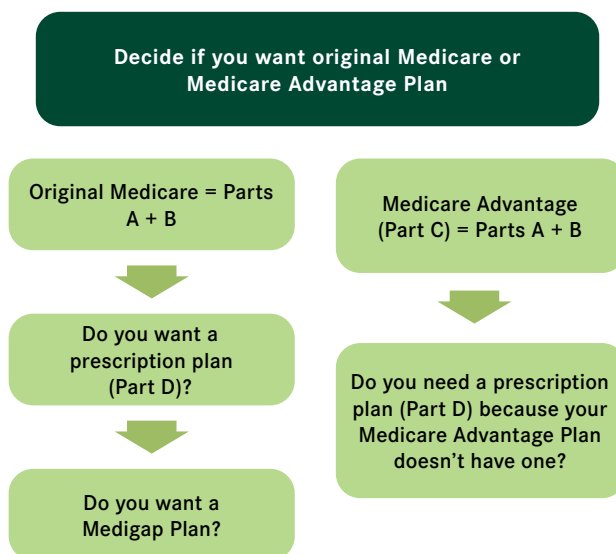 Decide if you want original Medicare or
Medicare Advantage Plan
Original Medicare = Parts
A + B
Do you want a
prescription plan
(Part D)?
Do you want a
Medigap Plan?
Medicare Advantage
(Part C) = Parts A + B
Do you need a prescription
plan (Part D) because your
Medicare Advantage Plan
doesn’t have one?